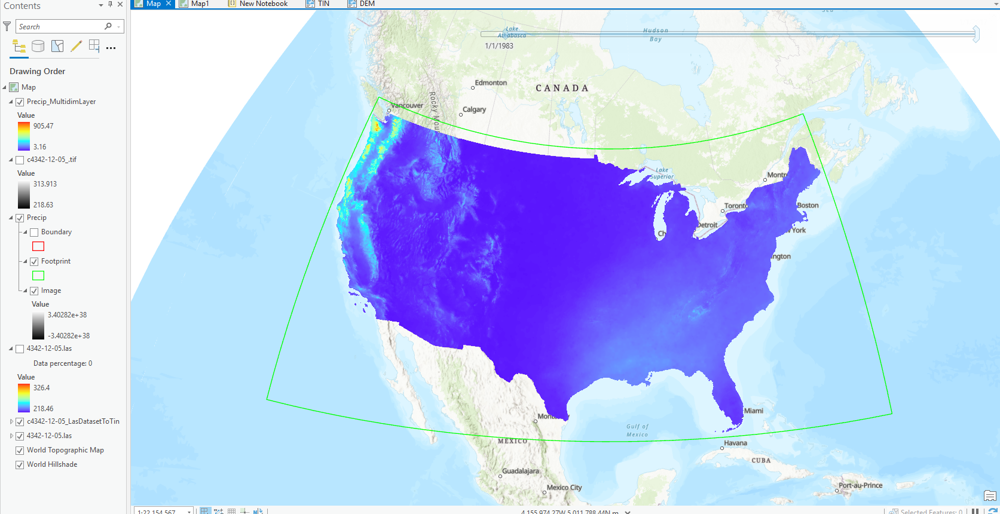 Contents
Search
Drawing Order
Map
Precip_MultidimLayer
Value
905.47
3.16
c4342-12-05_.tif
Value
313.913
218.63
Precip
Boundary
Footprint
Image
Value
3.40282e+38
-3.40282e+38
4342-12-05.las
Data percentage: 0
Value
326.4
218.46
c4342-12-05_LasDatasetToTin
4342-12-05.las
World Topographic Map
World Hillshade
Map
Map1
New Notebook
TIN
DEM
1/1/1983
Lake
Athabasca
Hudson
Bay
Edmonton
CANADA
Vancouver
Calgary
Rocky Mou
Lake
Superior
Montr
Toronto
Boston
Detroit
York
Ch
ington
Miami
Mont
Gulf of
Mexico
MÉXICO
Havana
CUBA
Guadalajara
Mexico City
Port-au-Prince
1:22,154,567
4,155,974.27W 5,011,788.44N m
Selected Features: 0